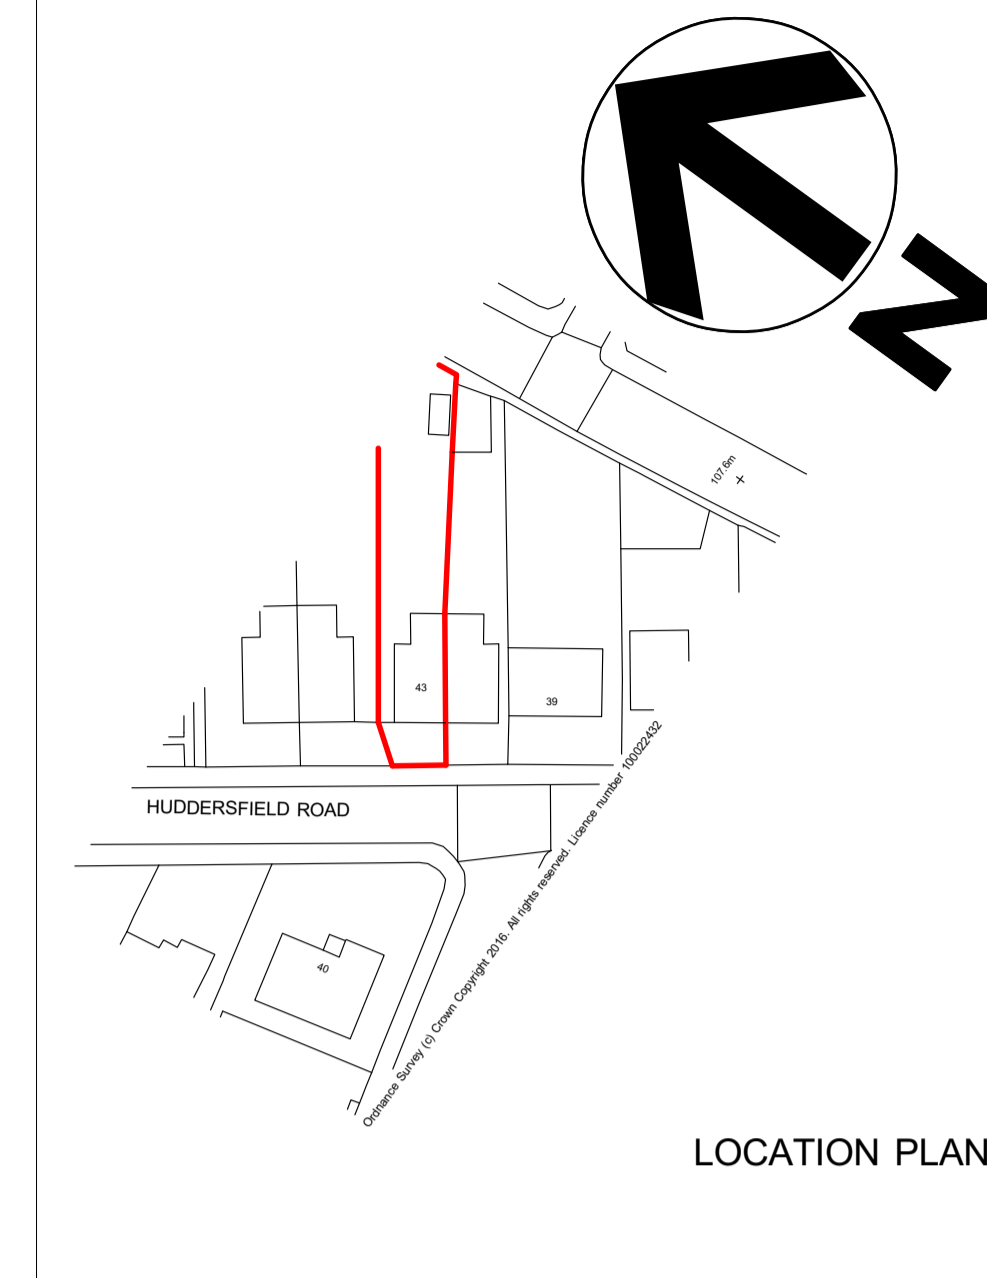 N
107.6m
43
39
HUDDERSFIELD ROAD
40
Ordnance Survey (c) Crown Copyright 2016. All rights reserved. Licence number 100022432
LOCATION PLAN